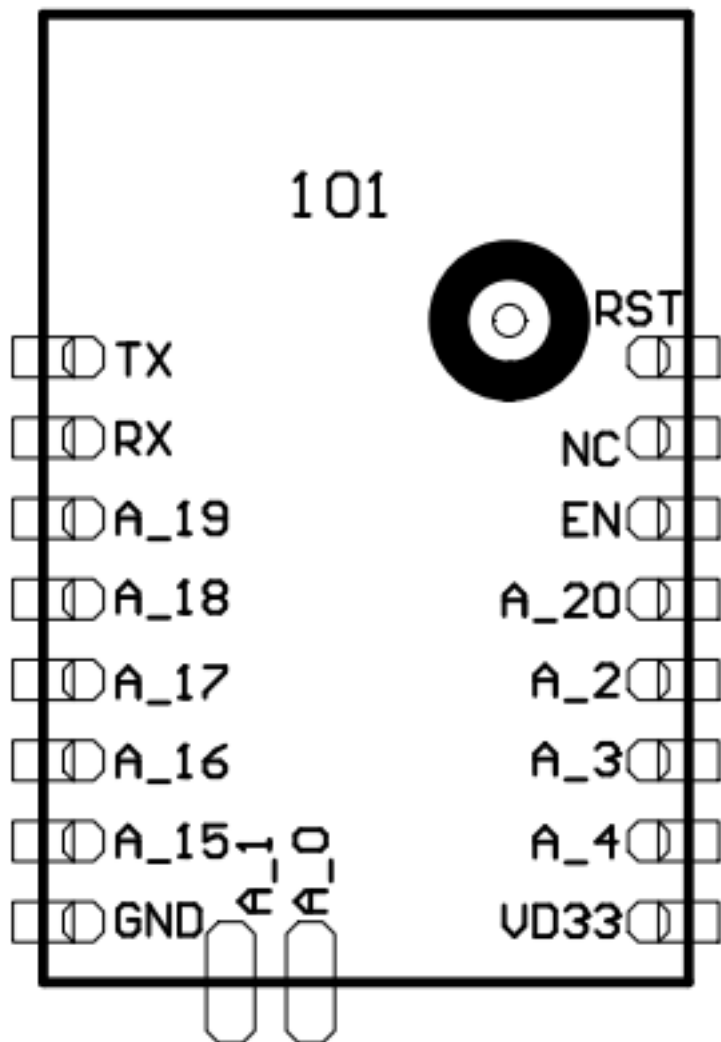 101
RST
TX
RX
NC
A_19
EN
A_18
A_20
A_17
A_2
A_16
A_3
A_15
A_1
A_0
A_4
GND
VD33